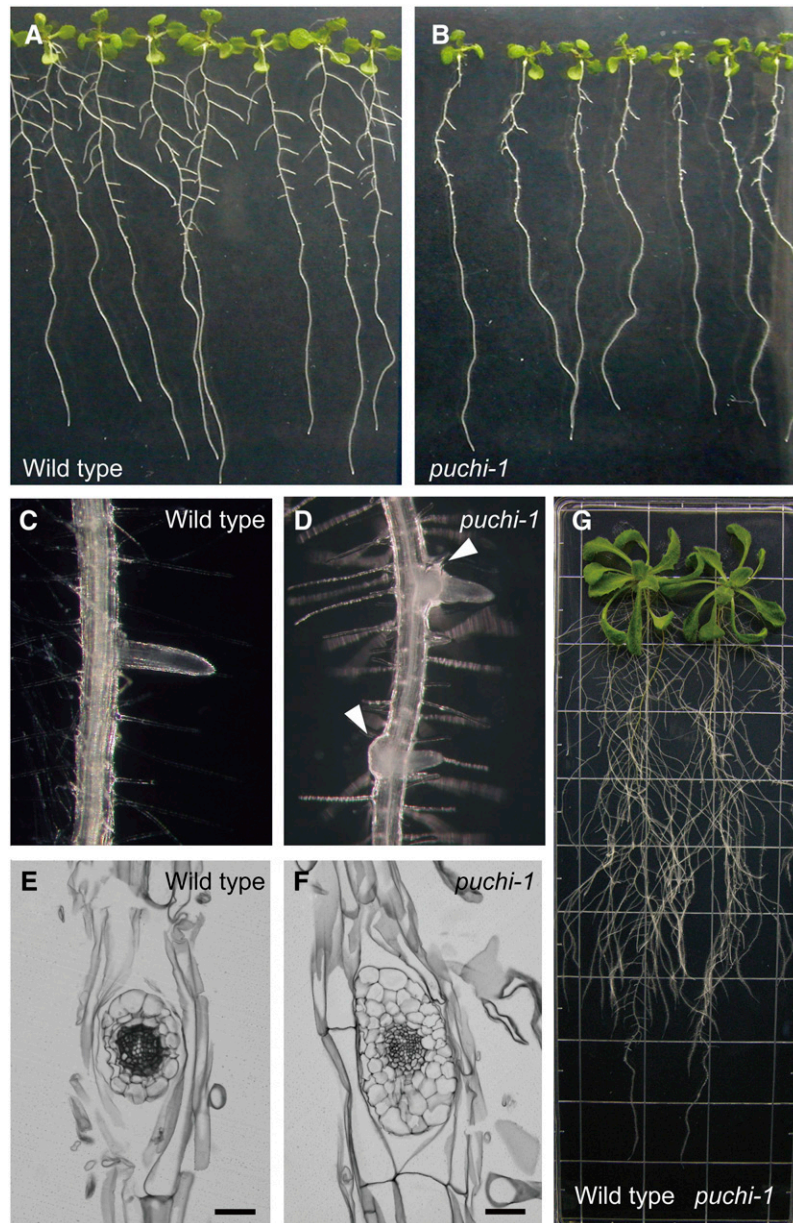 A
B
Wild type
puchi-1
C
Wild type
D
puchi-1
G
E
Wild type
F
puchi-1
Wild type puchi-1